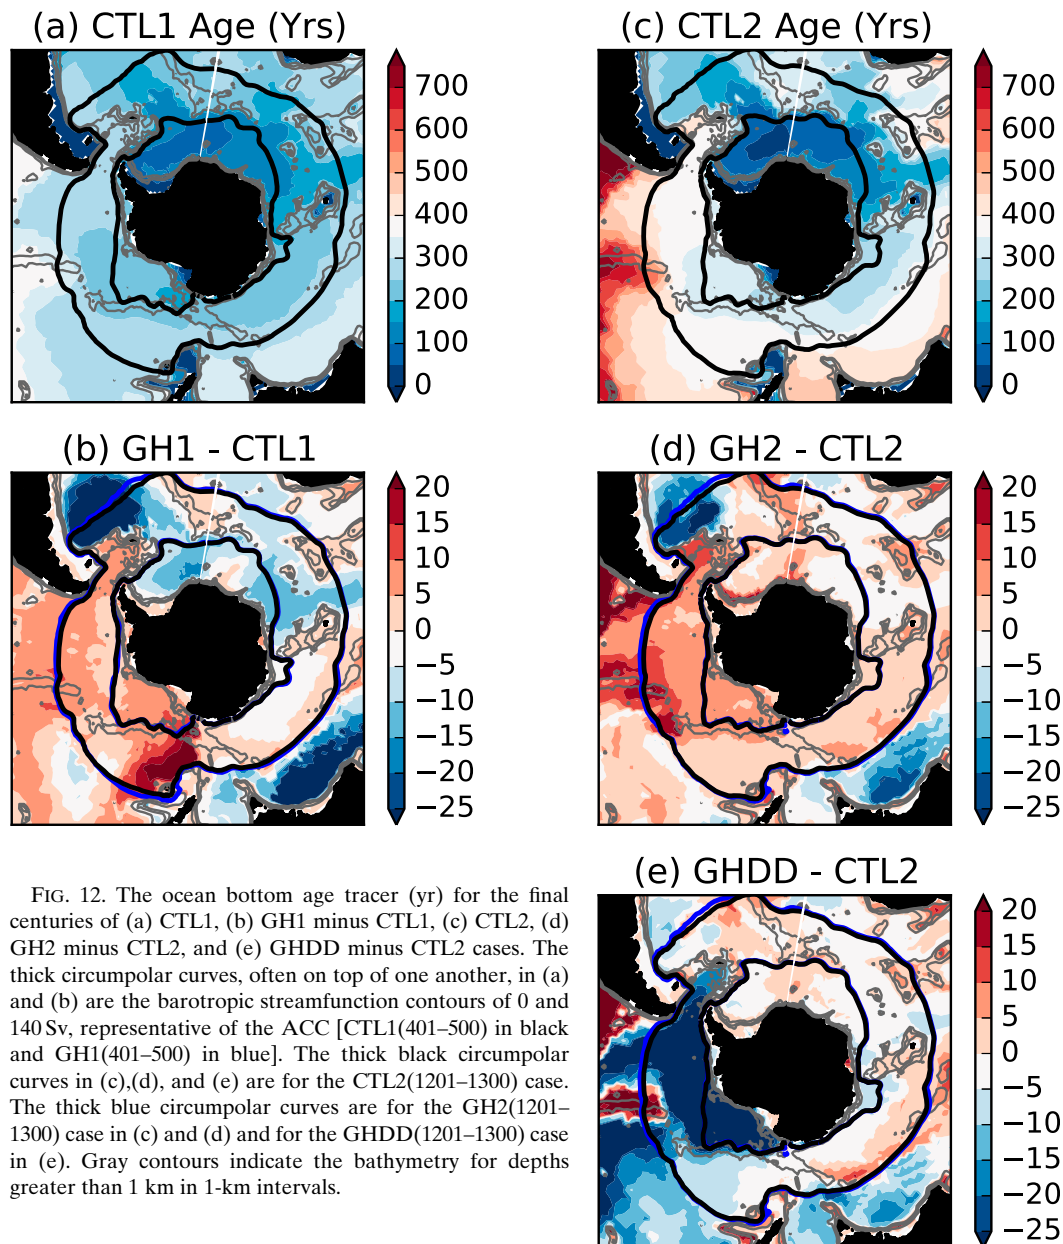 (a) CTL1 Age (Yrs)
700
600
500
400
300
200
100
0
(c) CTL2 Age (Yrs)
700
600
500
400
300
200
100
0
(b) GH1 - CTL1
20
15
10
5
0
−5
−10
−15
−20
−25
(d) GH2 - CTL2
20
15
10
5
0
−5
−10
−15
−20
−25
(e) GHDD - CTL2
20
15
10
5
0
−5
−10
−15
−20
−25
FIG. 12. The ocean bottom age tracer (yr) for the final
centuries of (a) CTL1, (b) GH1 minus CTL1, (c) CTL2, (d)
GH2 minus CTL2, and (e) GHDD minus CTL2 cases. The
thick circumpolar curves, often on top of one another, in (a)
and (b) are the barotropic streamfunction contours of 0 and
140 Sv, representative of the ACC [CTL1(401–500) in black
and GH1(401–500) in blue]. The thick black circumpolar
curves in (c),(d), and (e) are for the CTL2(1201–1300) case.
The thick blue circumpolar curves are for the GH2(1201–
1300) case in (c) and (d) and for the GHDD(1201–1300) case
in (e). Gray contours indicate the bathymetry for depths
greater than 1 km in 1-km intervals.